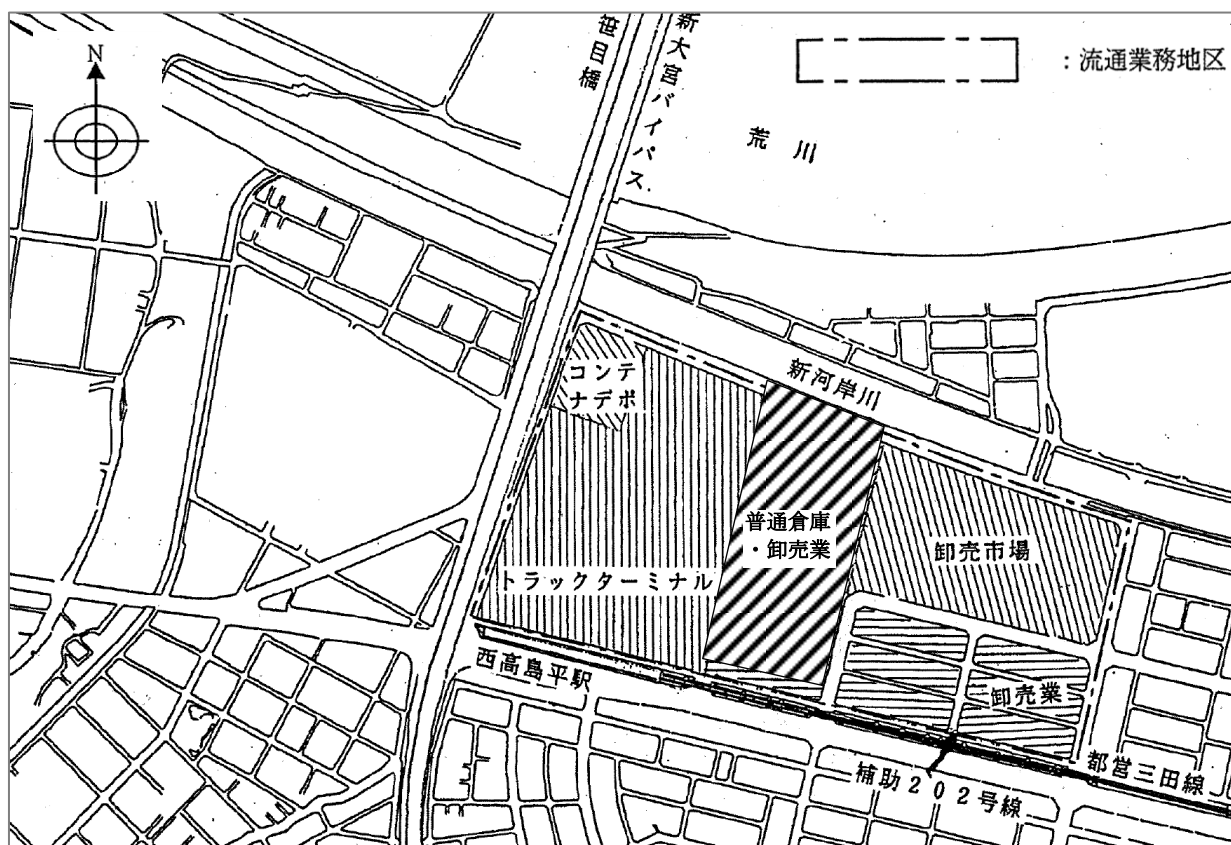 N
笹目橋
新大宮バイパス
：流通業務地区
荒川
コンテ
ナデポ
新河岸川
普通倉庫
・卸売業
卸売市場
トラックターミナル
西高島平駅
卸売業
都営三田線
補助202号線